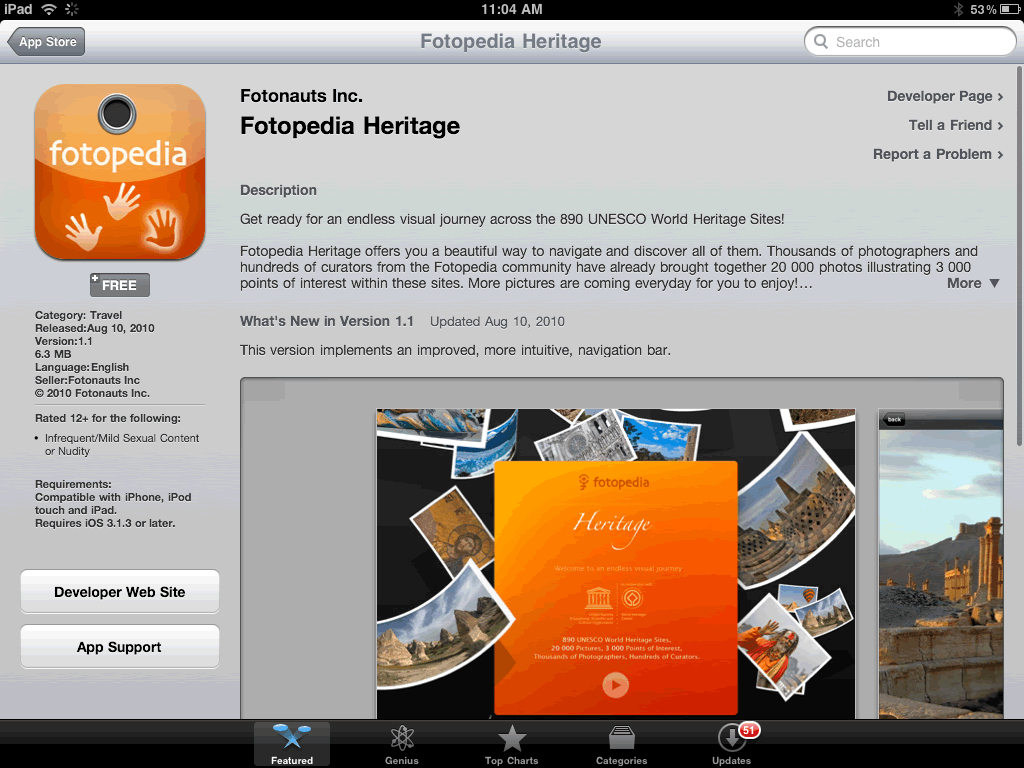 iPad 11:04 AM 53%
App Store Fotopedia Heritage Search
fotopedia
FREE
Category: Travel
Released:Aug 10, 2010
Version:1.1
6.3 MB
Language:English
Seller:Fotonauts Inc
© 2010 Fotonauts Inc.
Rated 12+ for the following:
• Infrequent/Mild Sexual Content
or Nudity
Requirements:
Compatible with iPhone, iPod
touch and iPad.
Requires iOS 3.1.3 or later.
Developer Web Site
App Support
Fotonauts Inc.
Fotopedia Heritage
Developer Page ›
Tell a Friend ›
Report a Problem ›
Description
Get ready for an endless visual journey across the 890 UNESCO World Heritage Sites!
Fotopedia Heritage offers you a beautiful way to navigate and discover all of them. Thousands of photographers and
hundreds of curators from the Fotopedia community have already brought together 20 000 photos illustrating 3 000
points of interest within these sites. More pictures are coming everyday for you to enjoy!… More ▼
What's New in Version 1.1 Updated Aug 10, 2010
This version implements an improved, more intuitive, navigation bar.
fotopedia
Heritage
Welcome to an endless visual journey
890 UNESCO World Heritage Sites,
20 000 Pictures, 3 000 Points of Interest,
Thousands of Photographers, Hundreds of Curators.
back
Featured Genius Top Charts Categories Updates
51